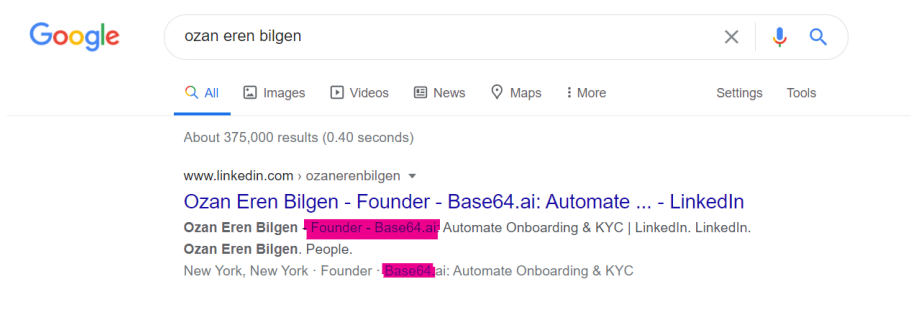 Google
ozan eren bilgen
All Images Videos News Maps More Settings Tools
About 375,000 results (0.40 seconds)
www.linkedin.com › ozanerenbilgen
Ozan Eren Bilgen - Founder - Base64.ai: Automate ... - LinkedIn
Ozan Eren Bilgen - Founder - Base64.ai: Automate Onboarding & KYC | LinkedIn. LinkedIn.
Ozan Eren Bilgen. People.
New York, New York · Founder · Base64.ai: Automate Onboarding & KYC